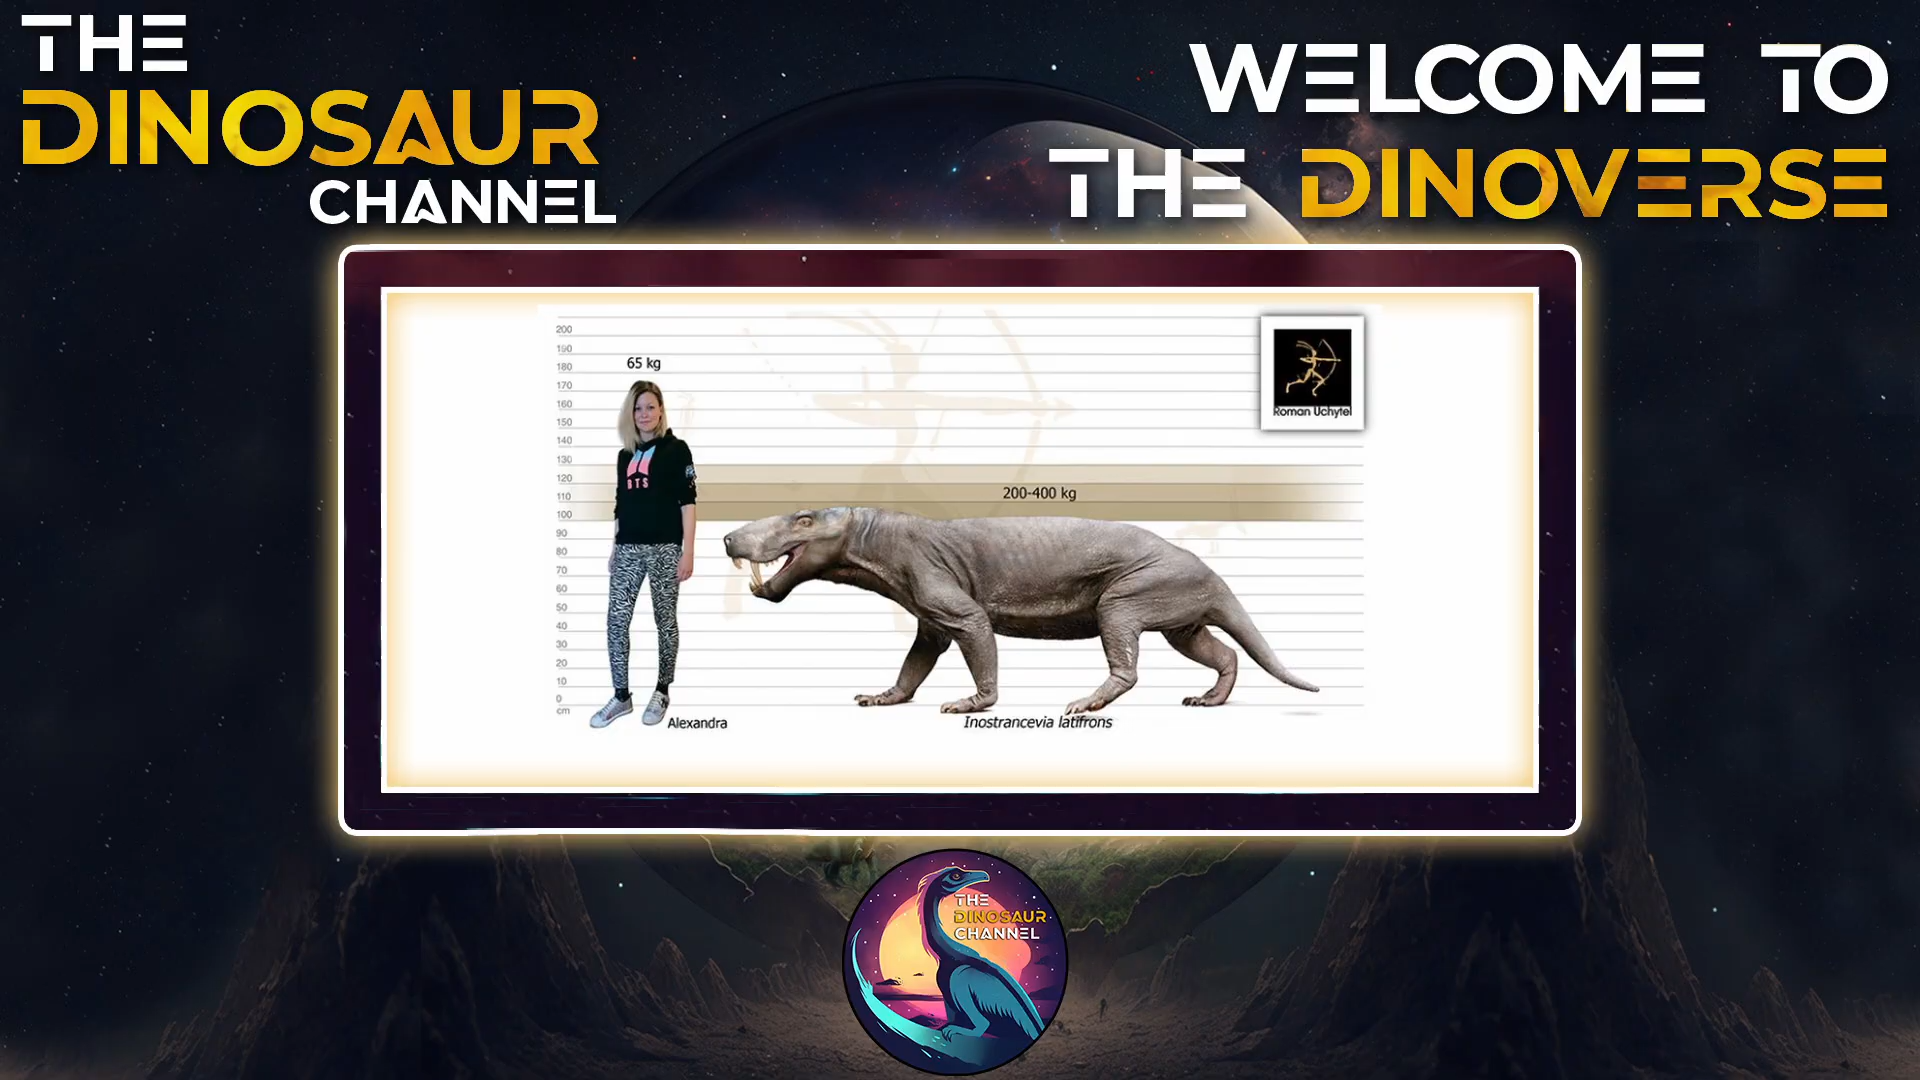 THE
DINOSAUR
CHANNEL
WELCOME TO
THE DINOVERSE
200
190
180
170
160
150
140
130
120
110
100
90
80
70
60
50
40
30
20
10
0
cm
65 kg
BTS
Alexandra
200-400 kg
Inostrancevia latifrons
Roman Uchytel
THE
DINOSAUR
CHANNEL